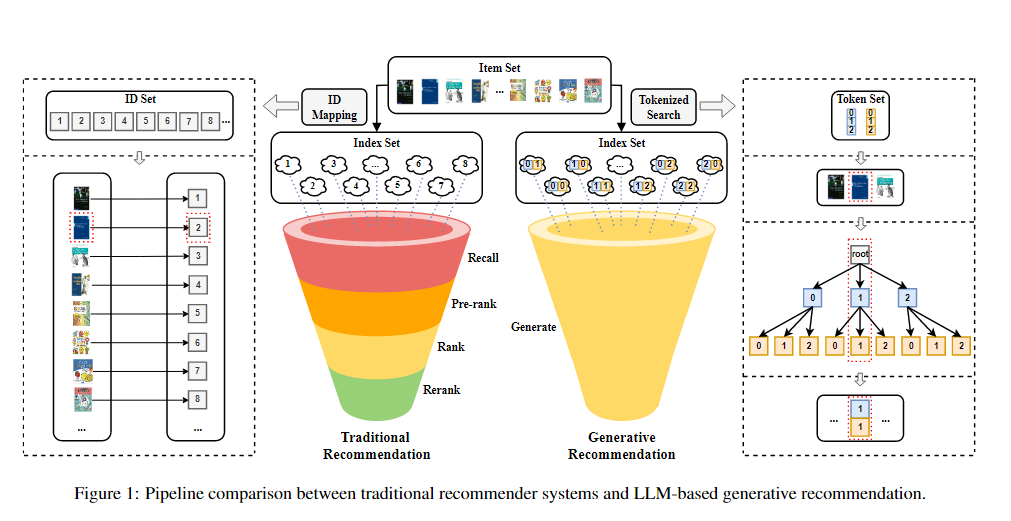 Item Set
...
ID Set
1 2 3 4 5 6 7 8 ...
ID
Mapping
Tokenized
Search
Token Set
0 0
1 1
2 2
Index Set
1 3 ... 6 8
2 4 5 7
Index Set
0 1 1 0 ... 0 2 2 0
0 0 1 1 1 2 2 2
1
2
3
4
5
6
7
8
... ...
Recall
Pre-rank
Rank
Rerank
Generate
root
0 1 2
0 1 2 0 1 2 0 1 2
... 1 ...
1
Traditional
Recommendation
Generative
Recommendation
Figure 1: Pipeline comparison between traditional recommender systems and LLM-based generative recommendation.